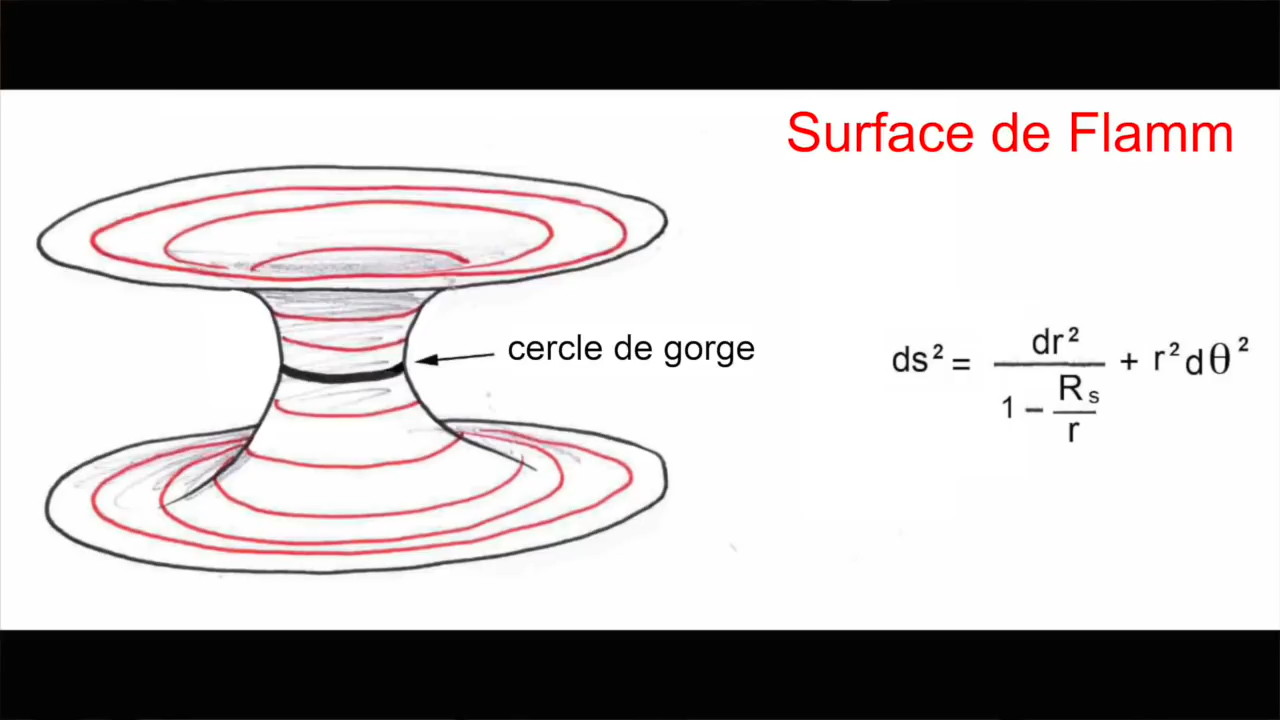 Surface de Flamm
cercle de gorge
ds² = dr² / (1 − Rₛ/r) + r²dθ²